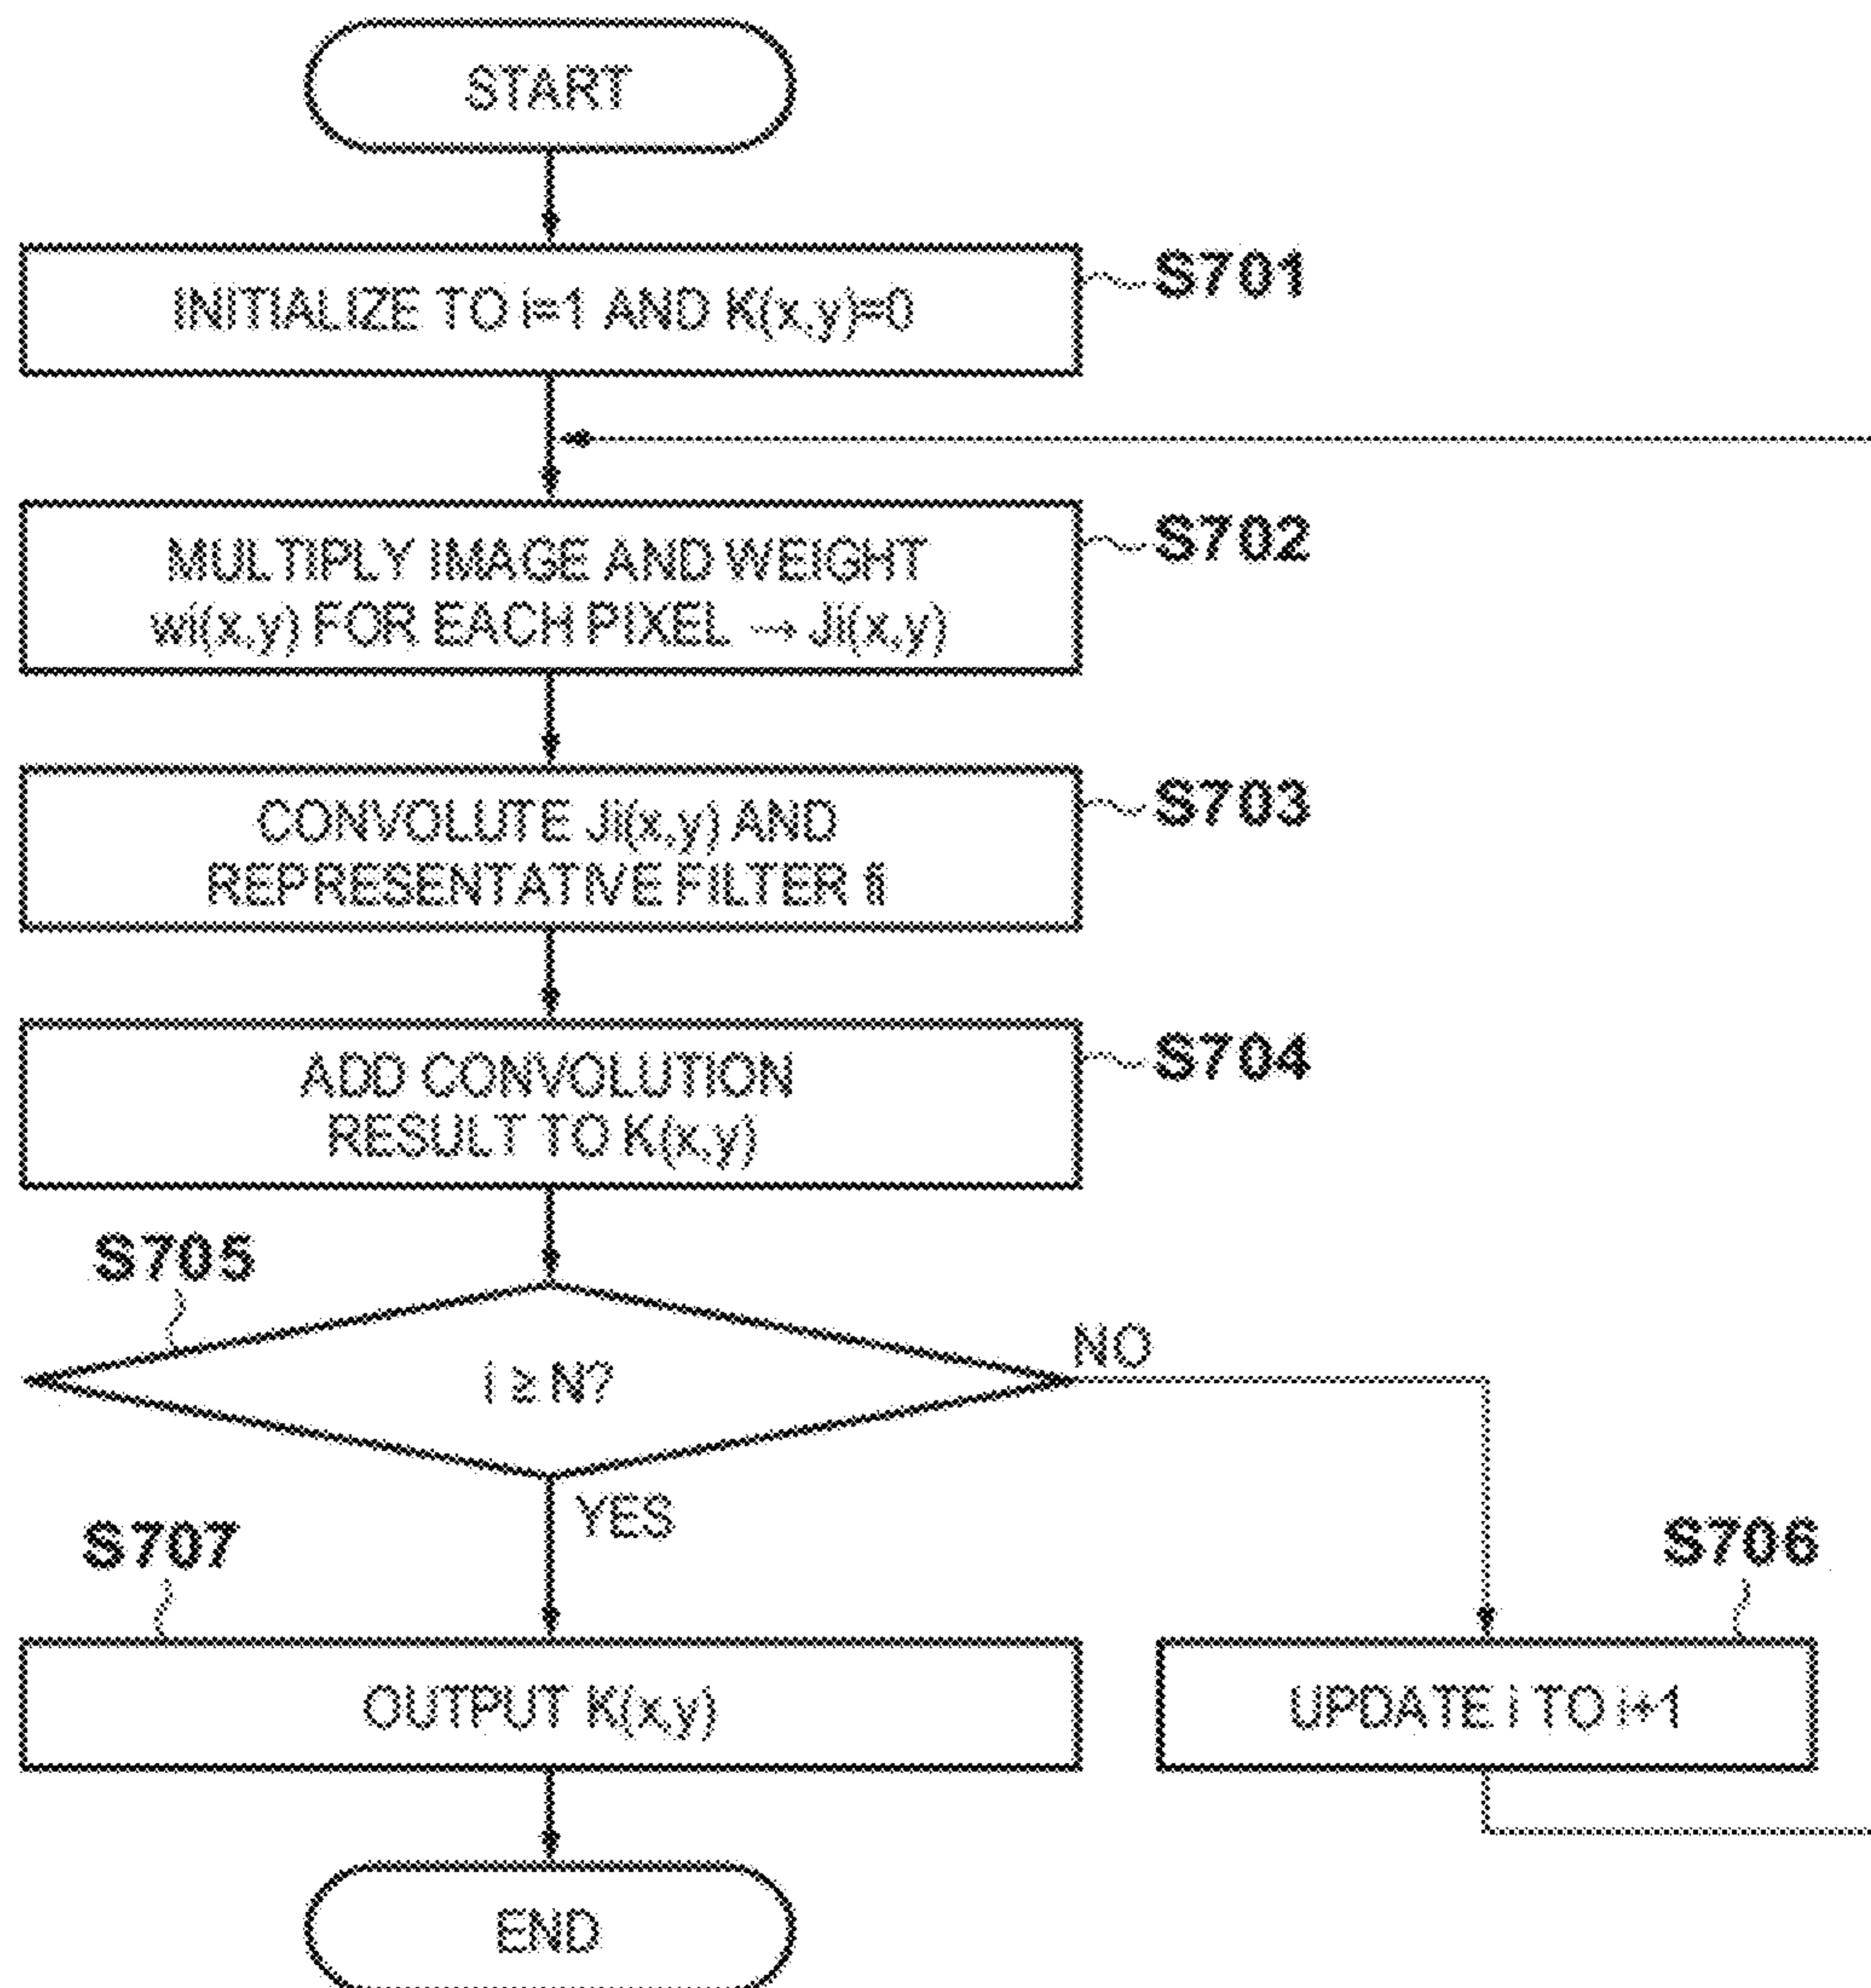 START
INITIALIZE TO i=1 AND K(x,y)=0
S701
MULTIPLY IMAGE AND WEIGHT
wi(x,y) FOR EACH PIXEL → Ji(x,y)
S702
CONVOLUTE Ji(x,y) AND
REPRESENTATIVE FILTER fi
S703
ADD CONVOLUTION
RESULT TO K(x,y)
S704
S705
i ≥ N?
NO
YES
S707
OUTPUT K(x,y)
S706
UPDATE i TO i+1
END